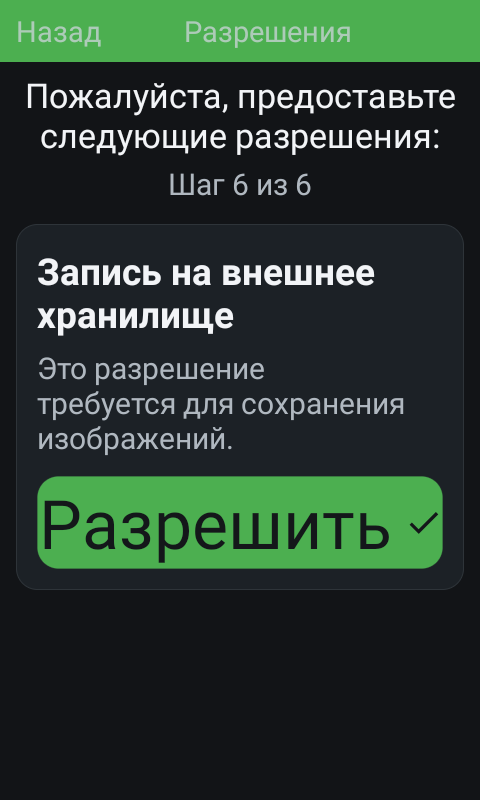 Назад Разрешения
Пожалуйста, предоставьте
следующие разрешения:
Шаг 6 из 6
Запись на внешнее
хранилище
Это разрешение
требуется для сохранения
изображений.
Разрешить